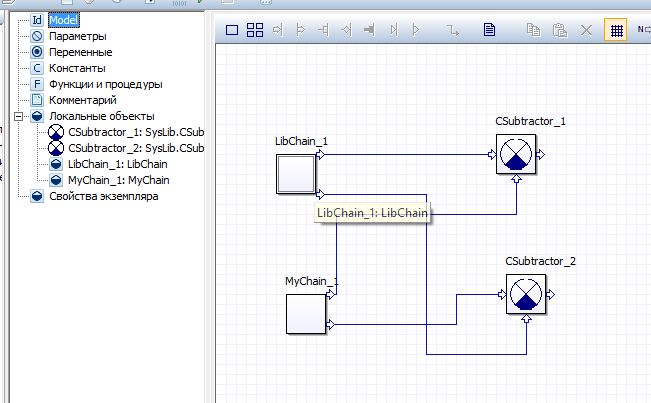 Id Model
Параметры
Переменные
C Константы
F Функции и процедуры
Комментарий
Локальные объекты
CSubtractor_1: SysLib.CSub
CSubtractor_2: SysLib.CSub
LibChain_1: LibChain
MyChain_1: MyChain
Свойства экземпляра
N
CSubtractor_1
LibChain_1
LibChain_1: LibChain
CSubtractor_2
MyChain_1